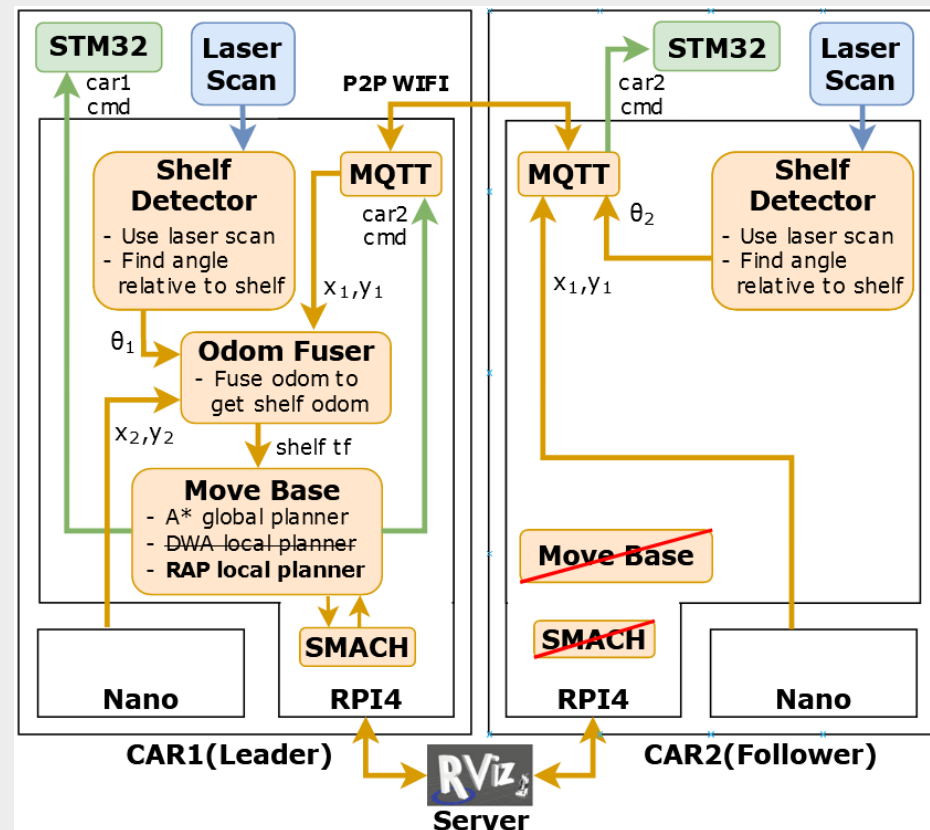 STM32
Laser
Scan
car1
cmd
P2P WIFI
MQTT
Shelf
Detector
- Use laser scan
- Find angle
relative to shelf
car2
cmd
x₁,y₁
θ₁
Odom Fuser
- Fuse odom to
get shelf odom
x₂,y₂
shelf tf
Move Base
- A* global planner
- DWA local planner
- RAP local planner
SMACH
Nano
RPI4
CAR1(Leader)
STM32
Laser
Scan
car2
cmd
MQTT
θ₂
Shelf
Detector
- Use laser scan
- Find angle
relative to shelf
x₁,y₁
Move Base
SMACH
RPI4
Nano
CAR2(Follower)
RViz
Server